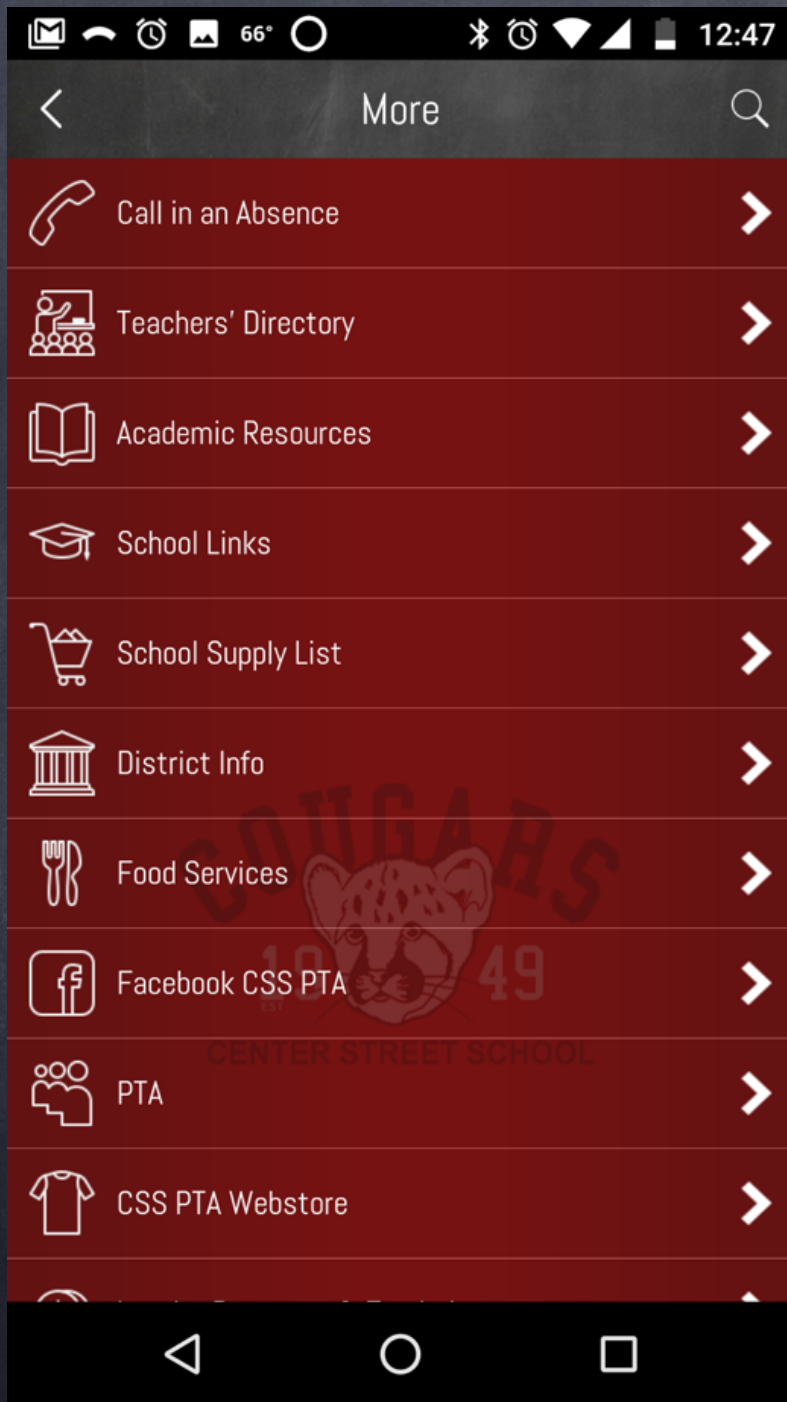 66°
12:47
More
Call in an Absence
Teachers' Directory
Academic Resources
School Links
School Supply List
District Info
COUGARS
Food Services
19 49
EST
Facebook CSS PTA
CENTER STREET SCHOOL
PTA
CSS PTA Webstore